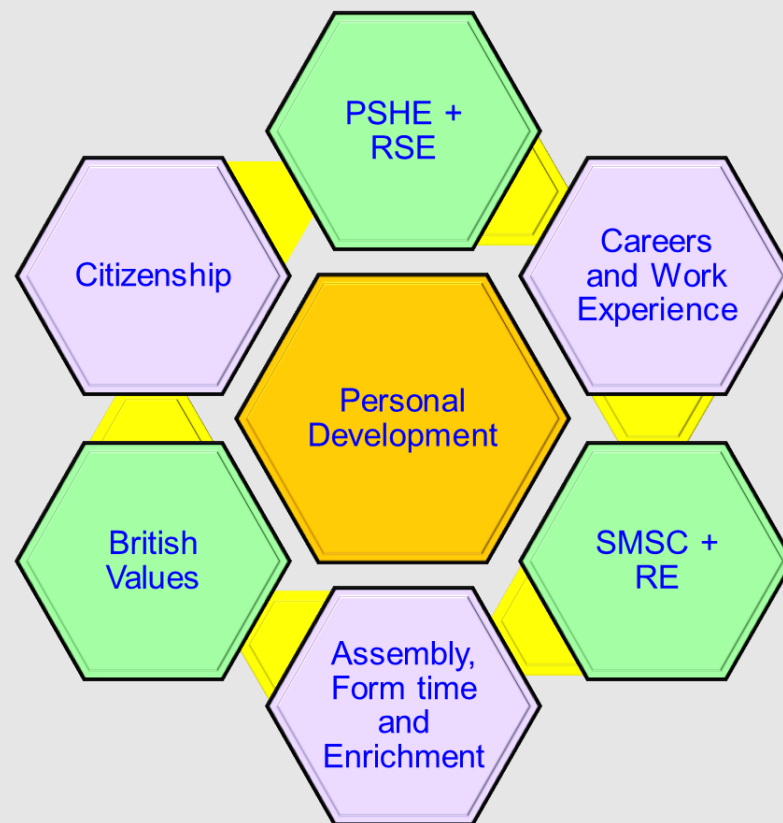 PSHE +
RSE
Careers
and Work
Experience
Citizenship
Personal
Development
British
Values
SMSC +
RE
Assembly,
Form time
and
Enrichment